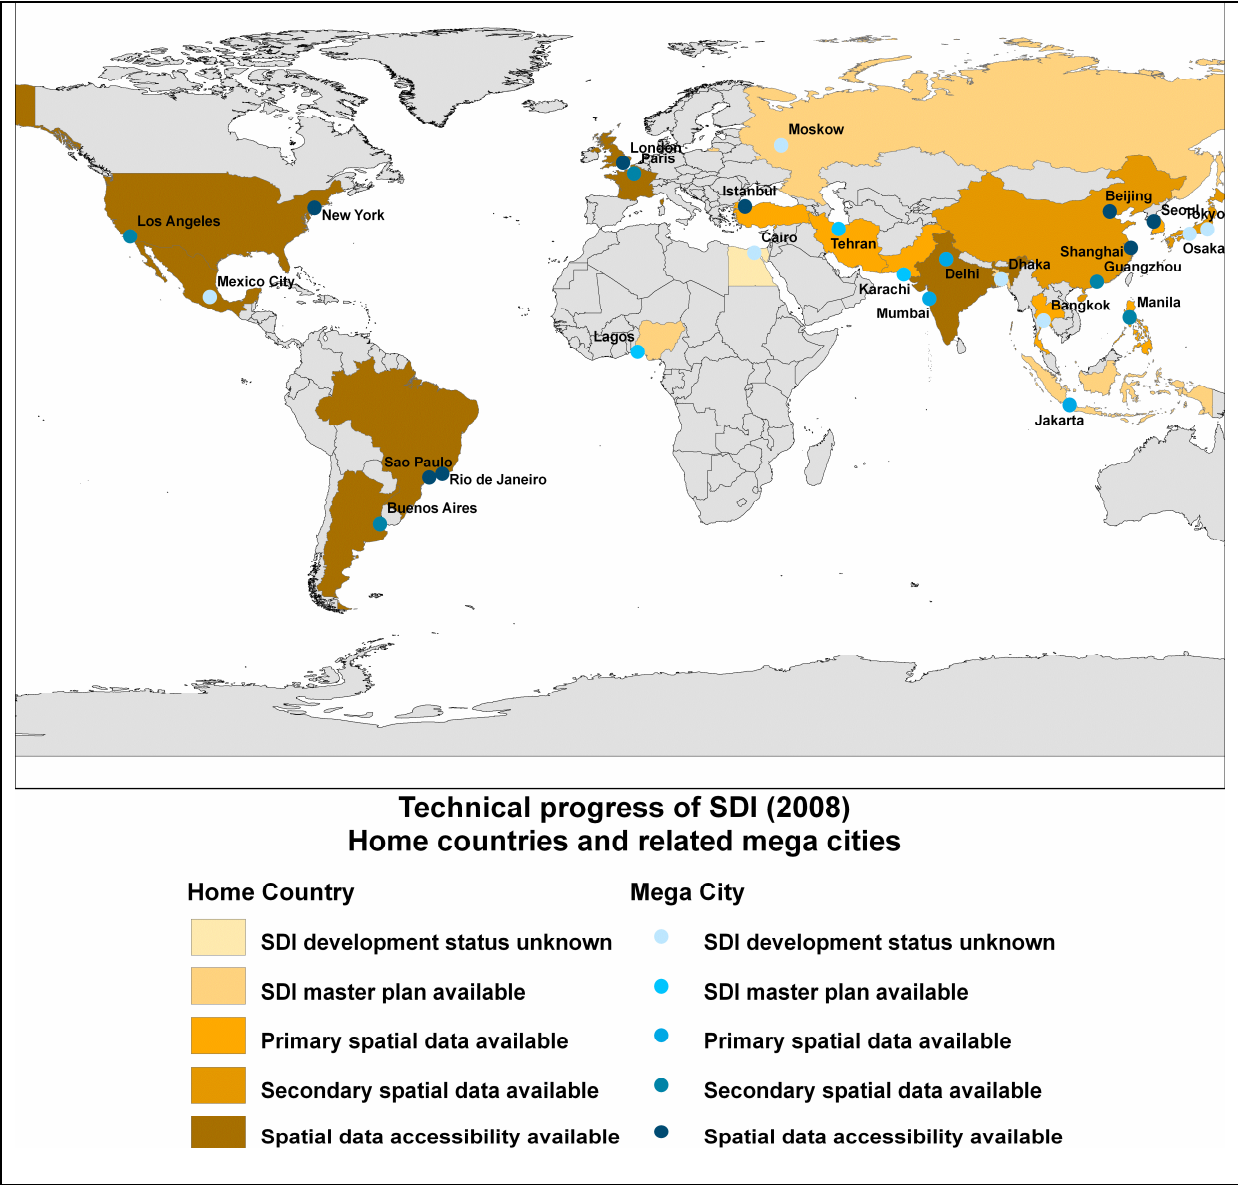 Moskow
London
Paris
Istanbul
Beijing
Seoul
Tokyo
New York
Los Angeles
Cairo
Tehran
Shanghai
Osaka
Mexico City
Delhi
Dhaka
Guangzhou
Karachi
Mumbai
Bangkok
Manila
Lagos
Jakarta
Sao Paulo
Rio de Janeiro
Buenos Aires
Technical progress of SDI (2008)
Home countries and related mega cities
Home Country
SDI development status unknown
SDI master plan available
Primary spatial data available
Secondary spatial data available
Spatial data accessibility available
Mega City
SDI development status unknown
SDI master plan available
Primary spatial data available
Secondary spatial data available
Spatial data accessibility available